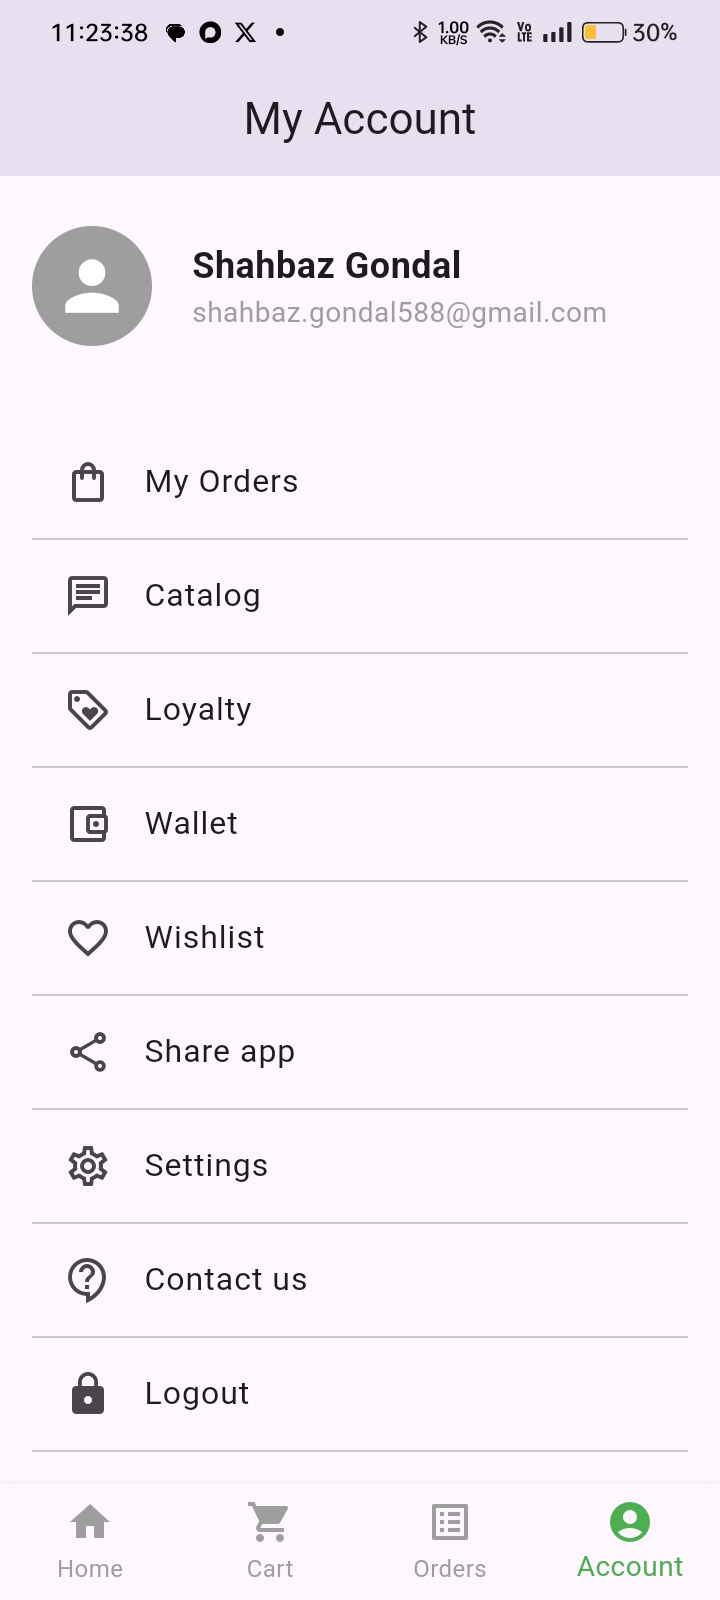 11:23:38 1.00 KB/S Vo LTE 30%
My Account
Shahbaz Gondal
shahbaz.gondal588@gmail.com
My Orders
Catalog
Loyalty
Wallet
Wishlist
Share app
Settings
Contact us
Logout
Home Cart Orders Account